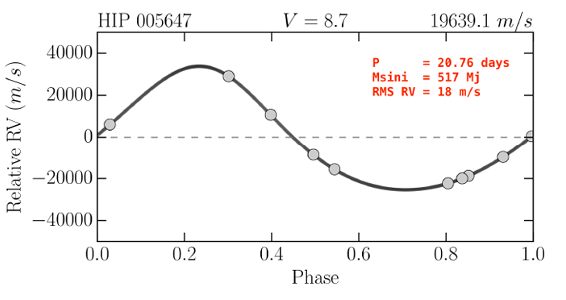 HIP 005647 V = 8.7 19639.1 m/s
P = 20.76 days
Msini = 517 Mj
RMS RV = 18 m/s
Relative RV (m/s)
40000
20000
0
−20000
−40000
0.0 0.2 0.4 0.6 0.8 1.0
Phase